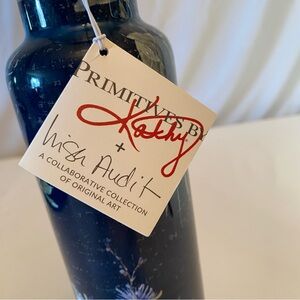 PRIMITIVES BY
Kathy
+
Lisa Audit
A COLLABORATIVE COLLECTION
OF ORIGINAL ART